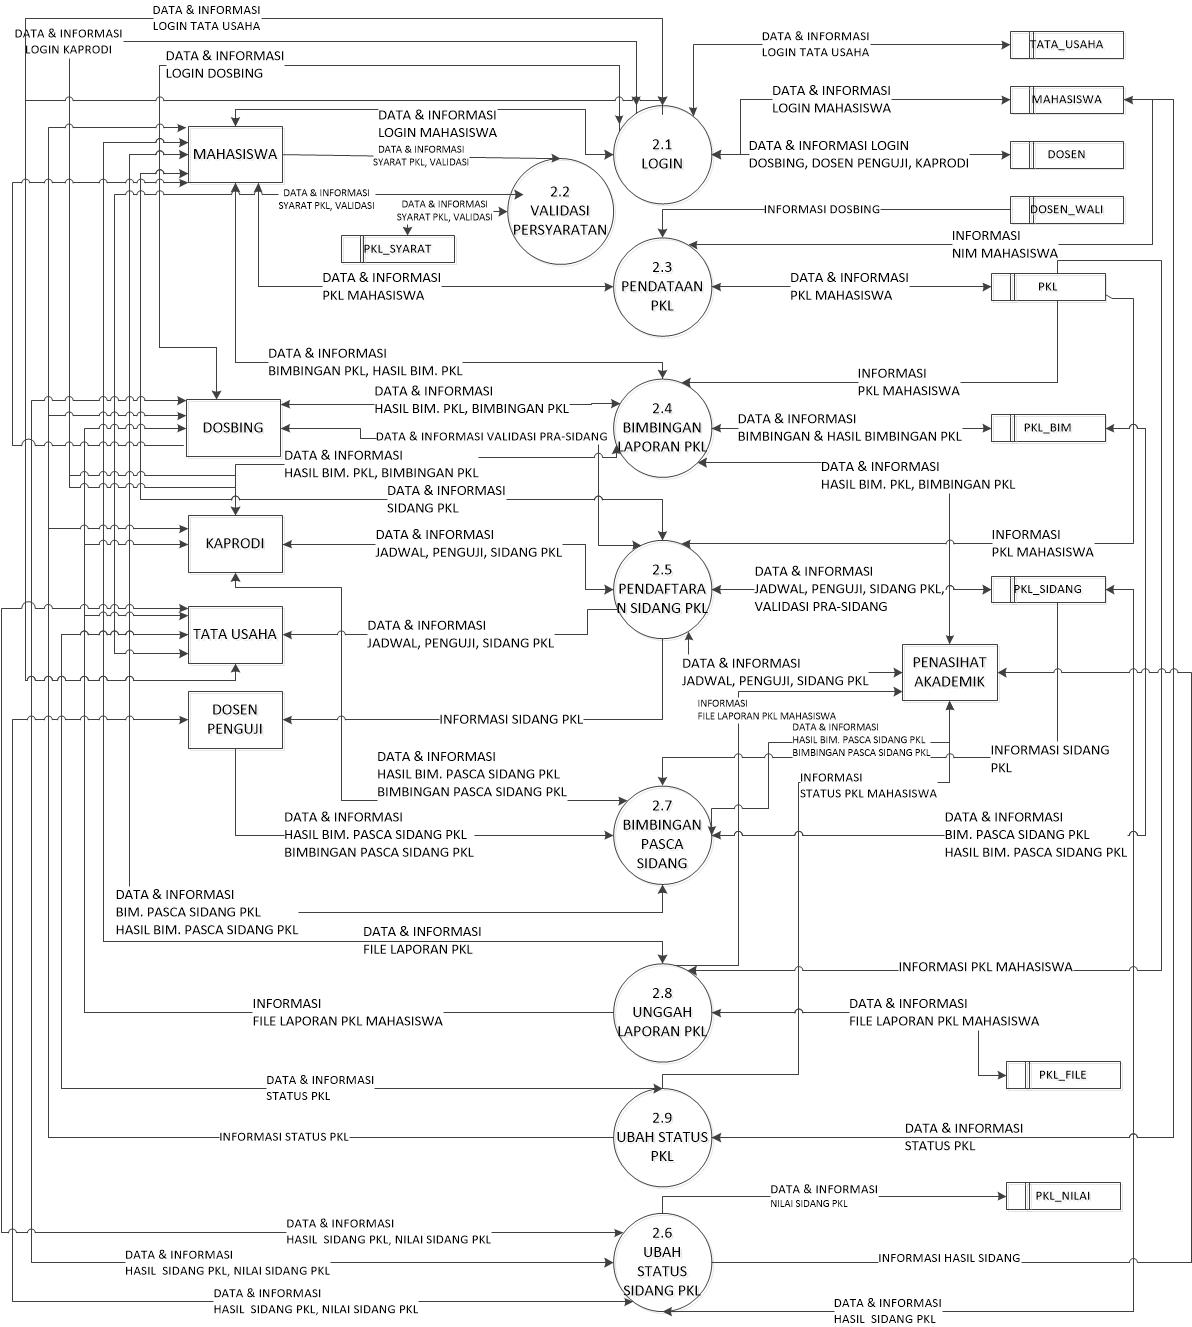 DATA & INFORMASI
LOGIN TATA USAHA
DATA & INFORMASI
LOGIN KAPRODI
DATA & INFORMASI
LOGIN DOSBING
DATA & INFORMASI
LOGIN TATA USAHA
TATA_USAHA
DATA & INFORMASI
LOGIN MAHASISWA
MAHASISWA
DATA & INFORMASI
LOGIN MAHASISWA
MAHASISWA
2.1
LOGIN
DATA & INFORMASI LOGIN
DOSBING, DOSEN PENGUJI, KAPRODI
DOSEN
DATA & INFORMASI
SYARAT PKL, VALIDASI
2.2
VALIDASI
PERSYARATAN
DATA & INFORMASI
SYARAT PKL, VALIDASI
DATA & INFORMASI
SYARAT PKL, VALIDASI
PKL_SYARAT
INFORMASI DOSBING
DOSEN_WALI
INFORMASI
NIM MAHASISWA
DATA & INFORMASI
PKL MAHASISWA
2.3
PENDATAAN
PKL
DATA & INFORMASI
PKL MAHASISWA
PKL
DATA & INFORMASI
BIMBINGAN PKL, HASIL BIM. PKL
INFORMASI
PKL MAHASISWA
DATA & INFORMASI
HASIL BIM. PKL, BIMBINGAN PKL
DOSBING
2.4
BIMBINGAN
LAPORAN PKL
DATA & INFORMASI
BIMBINGAN & HASIL BIMBINGAN PKL
PKL_BIM
DATA & INFORMASI VALIDASI PRA-SIDANG
DATA & INFORMASI
HASIL BIM. PKL, BIMBINGAN PKL
DATA & INFORMASI
HASIL BIM. PKL, BIMBINGAN PKL
DATA & INFORMASI
SIDANG PKL
KAPRODI
DATA & INFORMASI
JADWAL, PENGUJI, SIDANG PKL
INFORMASI
PKL MAHASISWA
2.5
PENDAFTARA
N SIDANG PKL
DATA & INFORMASI
JADWAL, PENGUJI, SIDANG PKL,
VALIDASI PRA-SIDANG
PKL_SIDANG
TATA USAHA
DATA & INFORMASI
JADWAL, PENGUJI, SIDANG PKL
DATA & INFORMASI
JADWAL, PENGUJI, SIDANG PKL
PENASIHAT
AKADEMIK
DOSEN
PENGUJI
INFORMASI SIDANG PKL
INFORMASI
FILE LAPORAN PKL MAHASISWA
DATA & INFORMASI
HASIL BIM. PASCA SIDANG PKL
BIMBINGAN PASCA SIDANG PKL
INFORMASI SIDANG
PKL
DATA & INFORMASI
HASIL BIM. PASCA SIDANG PKL
BIMBINGAN PASCA SIDANG PKL
INFORMASI
STATUS PKL MAHASISWA
2.7
BIMBINGAN
PASCA
SIDANG
DATA & INFORMASI
HASIL BIM. PASCA SIDANG PKL
BIMBINGAN PASCA SIDANG PKL
DATA & INFORMASI
BIM. PASCA SIDANG PKL
HASIL BIM. PASCA SIDANG PKL
DATA & INFORMASI
BIM. PASCA SIDANG PKL
HASIL BIM. PASCA SIDANG PKL
DATA & INFORMASI
FILE LAPORAN PKL
INFORMASI PKL MAHASISWA
2.8
UNGGAH
LAPORAN PKL
INFORMASI
FILE LAPORAN PKL MAHASISWA
DATA & INFORMASI
FILE LAPORAN PKL MAHASISWA
PKL_FILE
DATA & INFORMASI
STATUS PKL
2.9
UBAH STATUS
PKL
INFORMASI STATUS PKL
DATA & INFORMASI
STATUS PKL
DATA & INFORMASI
NILAI SIDANG PKL
PKL_NILAI
DATA & INFORMASI
HASIL  SIDANG PKL, NILAI SIDANG PKL
2.6
UBAH
STATUS
SIDANG PKL
DATA & INFORMASI
HASIL  SIDANG PKL, NILAI SIDANG PKL
INFORMASI HASIL SIDANG
DATA & INFORMASI
HASIL  SIDANG PKL, NILAI SIDANG PKL
DATA & INFORMASI
HASIL  SIDANG PKL